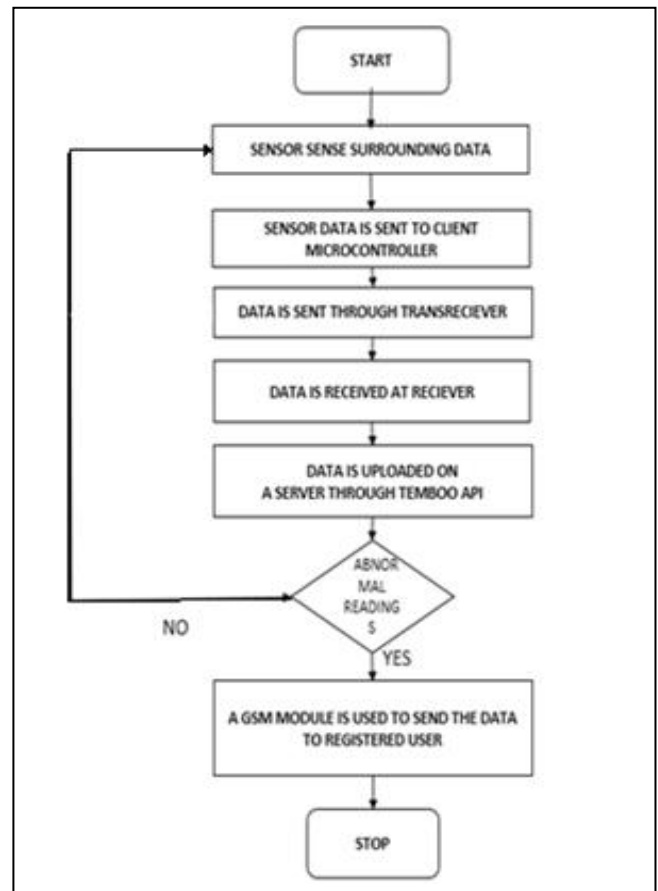 START
SENSOR SENSE SURROUNDING DATA
SENSOR DATA IS SENT TO CLIENT
MICROCONTROLLER
DATA IS SENT THROUGH TRANSRECIEVER
DATA IS RECEIVED AT RECIEVER
DATA IS UPLOADED ON
A SERVER THROUGH TEMBOO API
ABNOR
MAL
READING
S
NO
YES
A GSM MODULE IS USED TO SEND THE DATA
TO REGISTERED USER
STOP